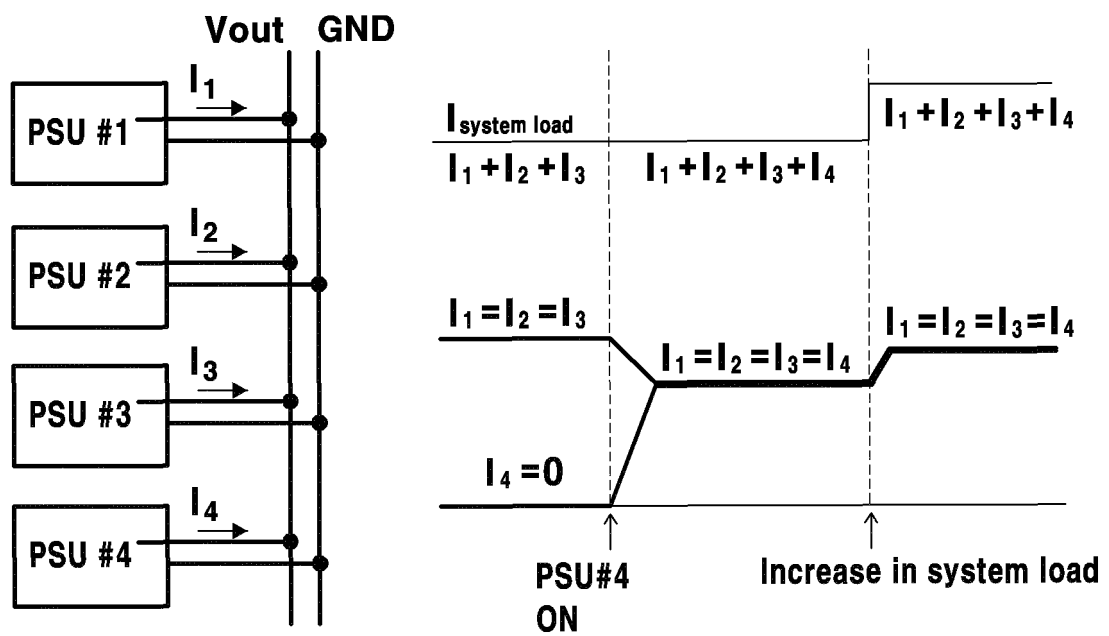 Vout GND
I1
PSU #1
I2
PSU #2
I3
PSU #3
I4
PSU #4
Isystem load
I1+I2+I3
I1+I2+I3+I4
I1+I2+I3+I4
I1=I2=I3
I1=I2=I3=I4
I1=I2=I3=I4
I4=0
PSU#4
ON
Increase in system load